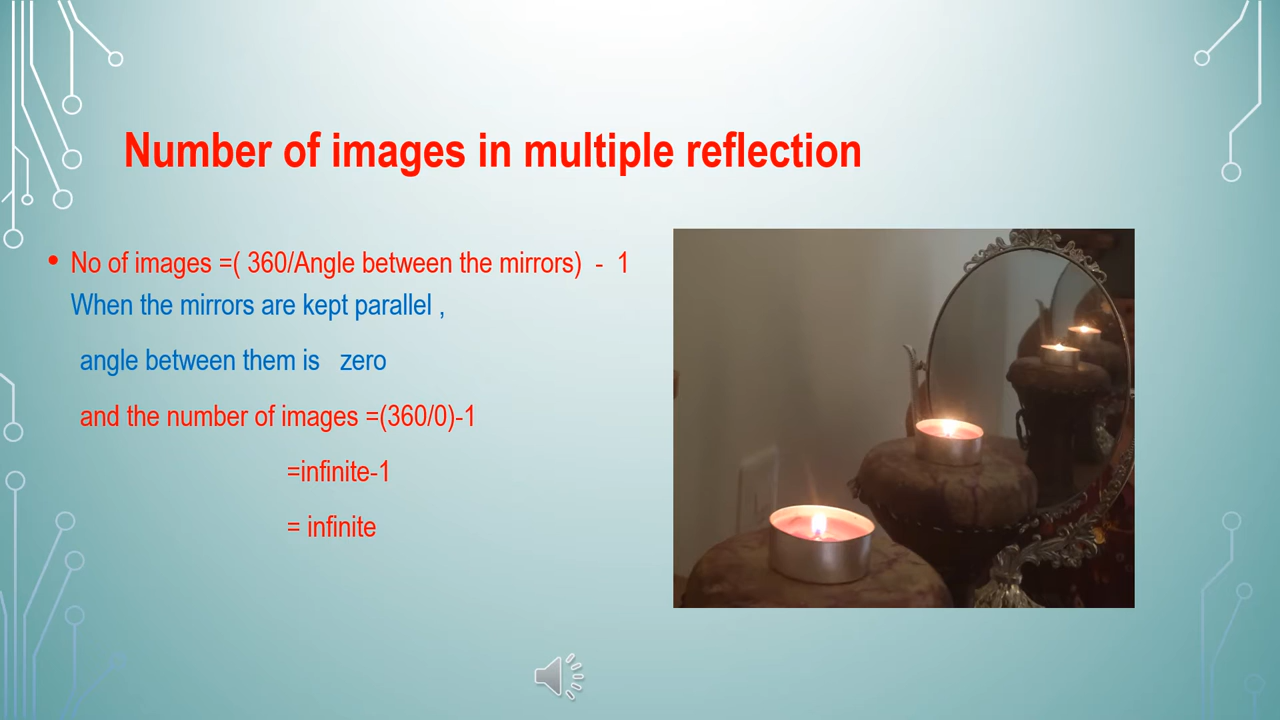 Number of images in multiple reflection
• No of images =( 360/Angle between the mirrors) - 1
When the mirrors are kept parallel ,
angle between them is zero
and the number of images =(360/0)-1
=infinite-1
= infinite